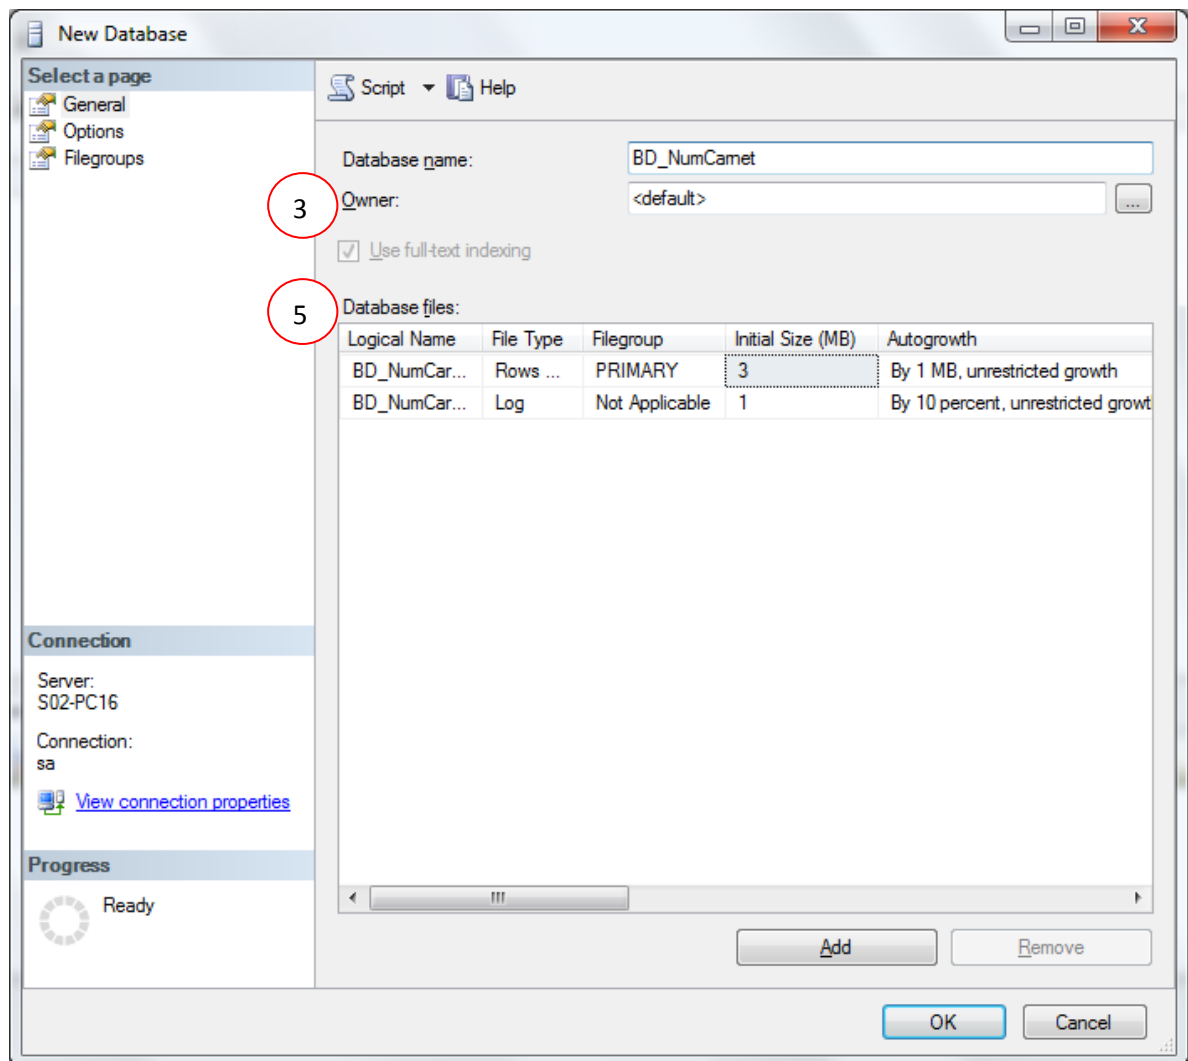 New Database
Select a page
General
Options
Filegroups
Script Help
Database name: BD_NumCarnet
3 Owner: <default> ...
Use full-text indexing
5 Database files:
Logical Name File Type Filegroup Initial Size (MB) Autogrowth
BD_NumCar... Rows ... PRIMARY 3 By 1 MB, unrestricted growth
BD_NumCar... Log Not Applicable 1 By 10 percent, unrestricted growt
Connection
Server:
S02-PC16
Connection:
sa
View connection properties
Progress
Ready
Add Remove
OK Cancel